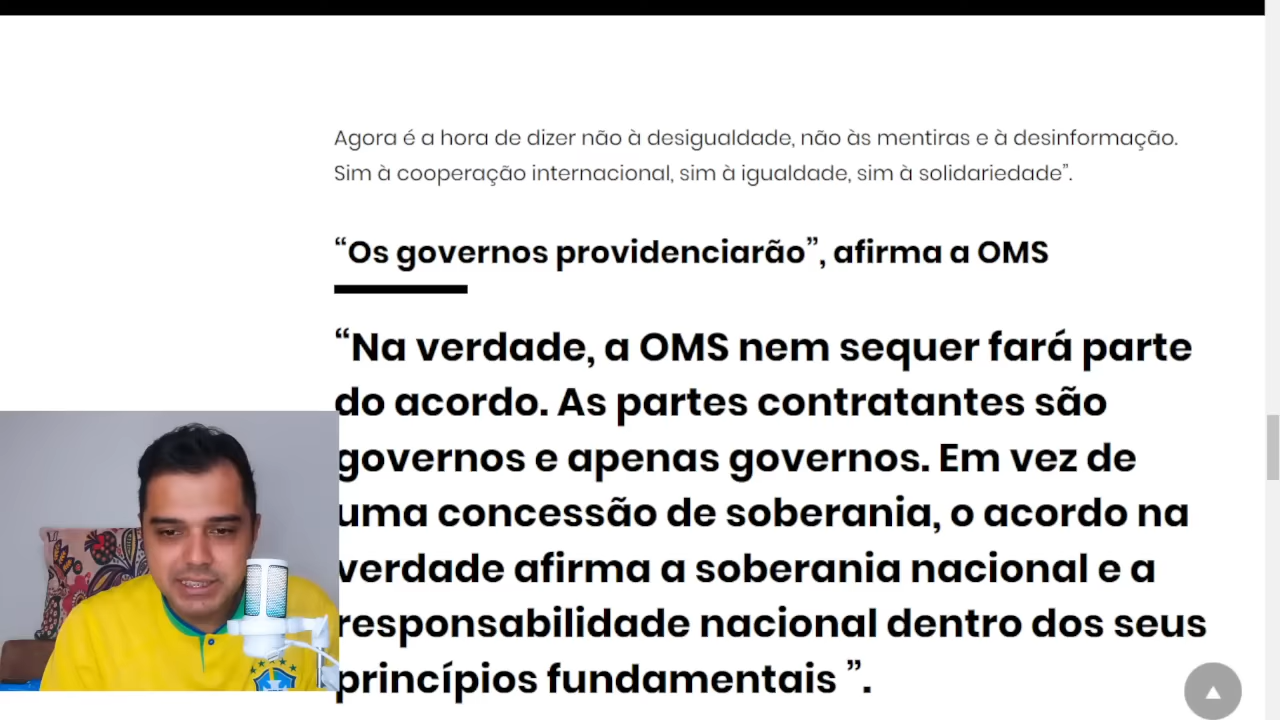 Agora é a hora de dizer não à desigualdade, não às mentiras e à desinformação.
Sim à cooperação internacional, sim à igualdade, sim à solidariedade”.
“Os governos providenciarão”, afirma a OMS
“Na verdade, a OMS nem sequer fará parte
do acordo. As partes contratantes são
governos e apenas governos. Em vez de
uma concessão de soberania, o acordo na
verdade afirma a soberania nacional e a
responsabilidade nacional dentro dos seus
princípios fundamentais ”.